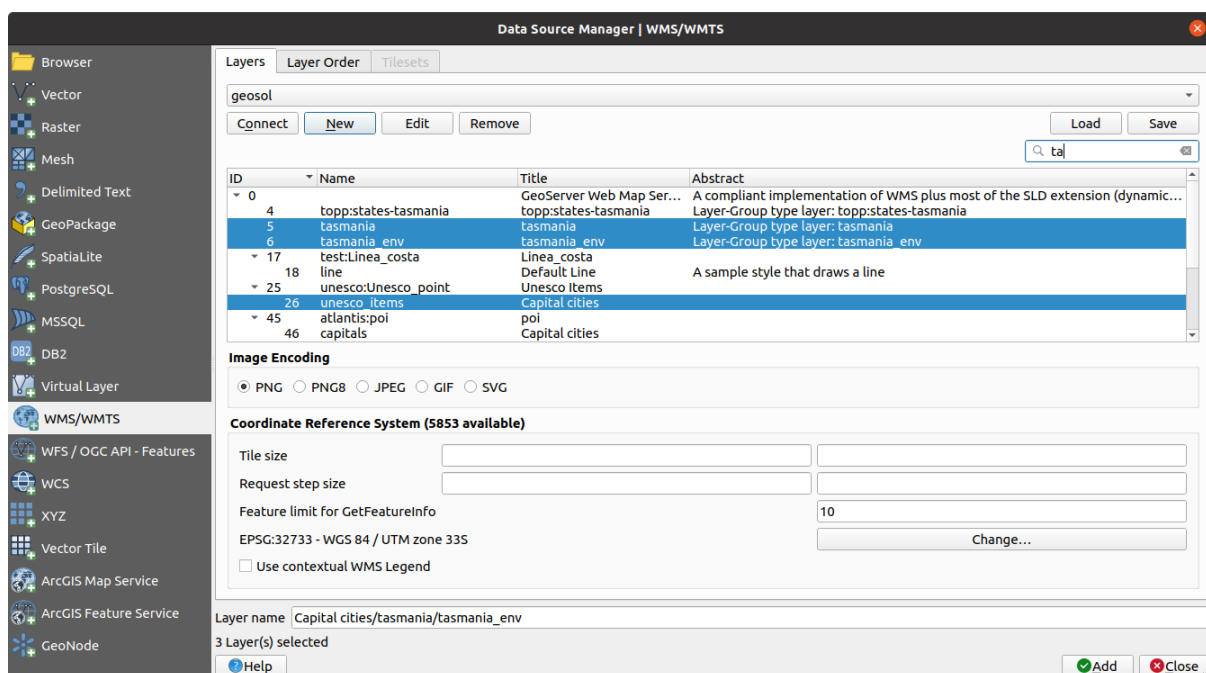 Data Source Manager | WMS/WMTS
Browser
Vector
Raster
Mesh
Delimited Text
GeoPackage
SpatiaLite
PostgreSQL
MSSQL
DB2 DB2
Virtual Layer
WMS/WMTS
WFS / OGC API - Features
WCS
XYZ
Vector Tile
ArcGIS Map Service
ArcGIS Feature Service
GeoNode
Layers Layer Order Tilesets
geosol
Connect New Edit Remove Load Save
ta
ID Name Title Abstract
0 GeoServer Web Map Ser... A compliant implementation of WMS plus most of the SLD extension (dynamic...
4 topp:states-tasmania topp:states-tasmania Layer-Group type layer: topp:states-tasmania
5 tasmania tasmania Layer-Group type layer: tasmania
6 tasmania_env tasmania_env Layer-Group type layer: tasmania_env
17 test:Linea_costa Linea_costa
18 line Default Line A sample style that draws a line
25 unesco:Unesco_point Unesco Items
26 unesco_items Capital cities
45 atlantis:poi poi
46 capitals Capital cities
Image Encoding
PNG PNG8 JPEG GIF SVG
Coordinate Reference System (5853 available)
Tile size
Request step size
Feature limit for GetFeatureInfo 10
EPSG:32733 - WGS 84 / UTM zone 33S Change...
Use contextual WMS Legend
Layer name Capital cities/tasmania/tasmania_env
3 Layer(s) selected
Help Add Close